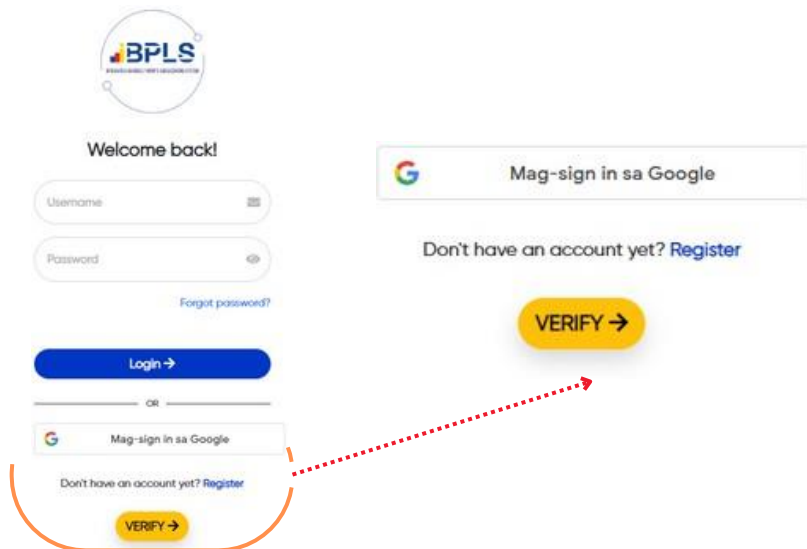 iBPLS
Welcome back!
Username
Password
Forgot password?
Login →
OR
Mag-sign in sa Google
Don't have an account yet? Register
VERIFY →
Mag-sign in sa Google
Don't have an account yet? Register
VERIFY →